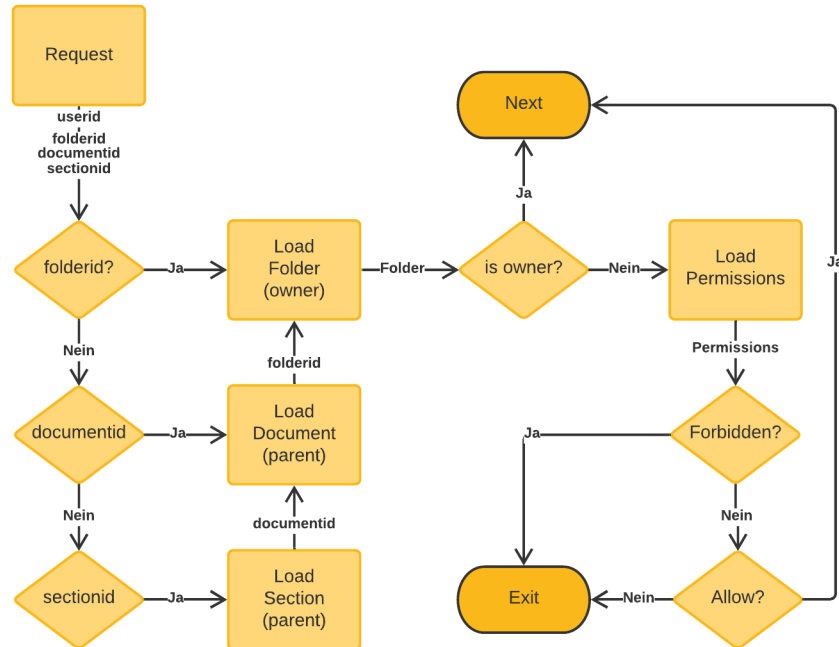 Request
userid
folderid
documentid
sectionid
folderid?
Ja
Load
Folder
(owner)
Folder
is owner?
Ja
Next
Nein
Load
Permissions
Ja
Nein
folderid
Permissions
documentid
Ja
Load
Document
(parent)
Ja
Forbidden?
Nein
documentid
Nein
sectionid
Ja
Load
Section
(parent)
Exit
Nein
Allow?